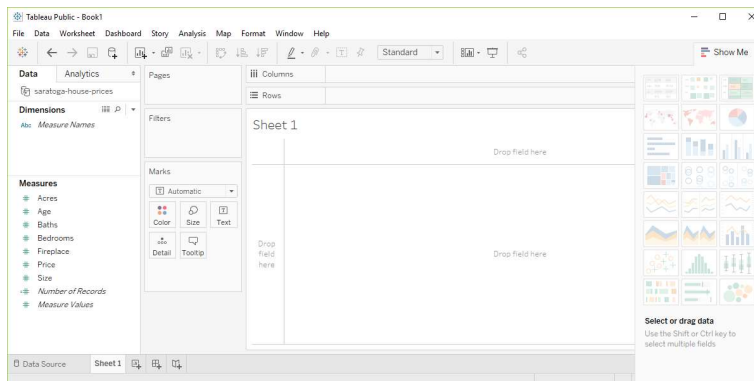 Tableau Public - Book1
File Data Worksheet Dashboard Story Analysis Map Format Window Help
Standard
Show Me
Data Analytics
saratoga-house-prices
Dimensions
Abc Measure Names
Measures
Acres
Age
Baths
Bedrooms
Fireplace
Price
Size
Number of Records
Measure Values
Pages
Filters
Marks
Automatic
Color Size Text
Detail Tooltip
Columns
Rows
Sheet 1
Drop field here
Drop
field
here
Drop field here
Select or drag data
Use the Shift or Ctrl key to
select multiple fields
Data Source Sheet 1